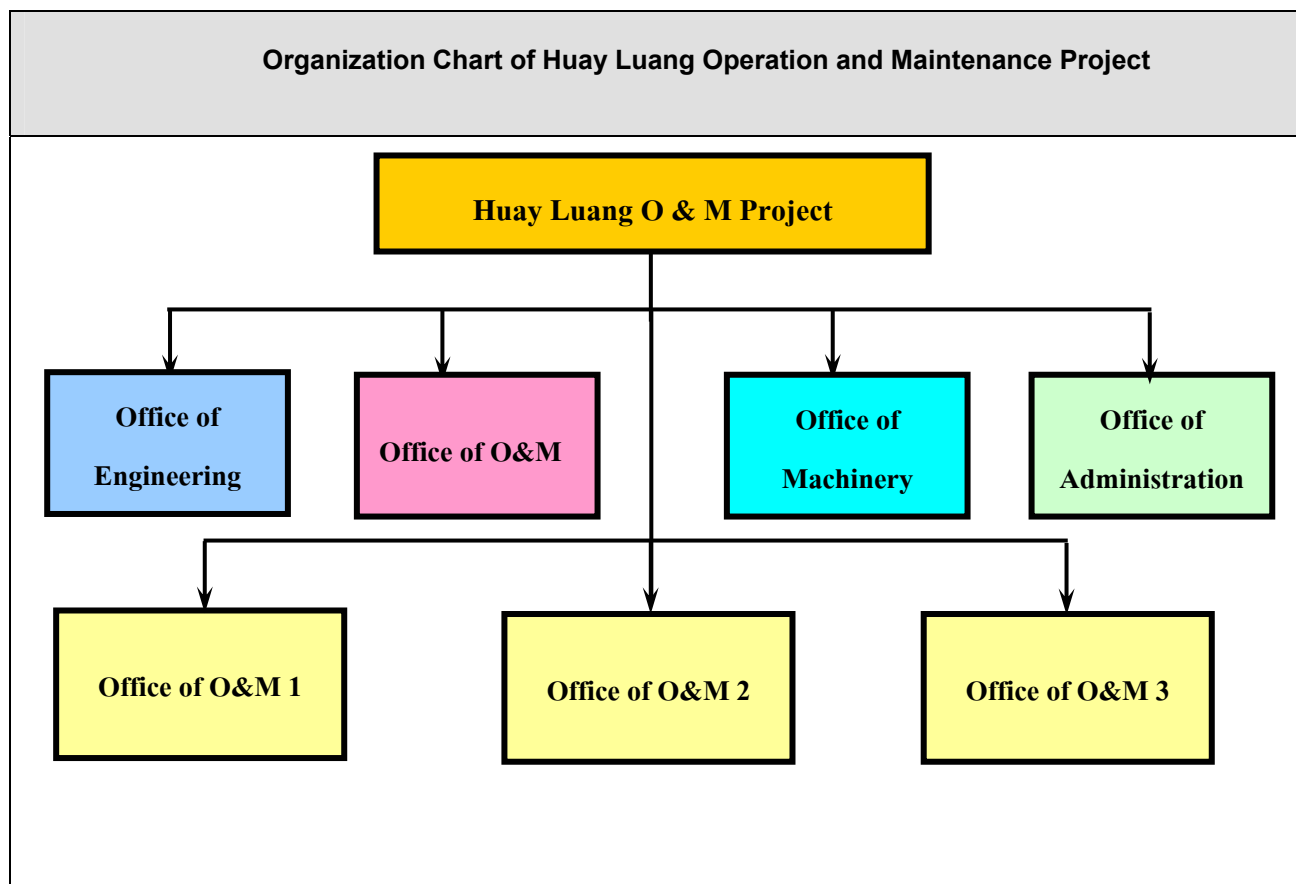 Organization Chart of Huay Luang Operation and Maintenance Project
Huay Luang O & M Project
Office of
Engineering
Office of O&M
Office of
Machinery
Office of
Administration
Office of O&M 1
Office of O&M 2
Office of O&M 3